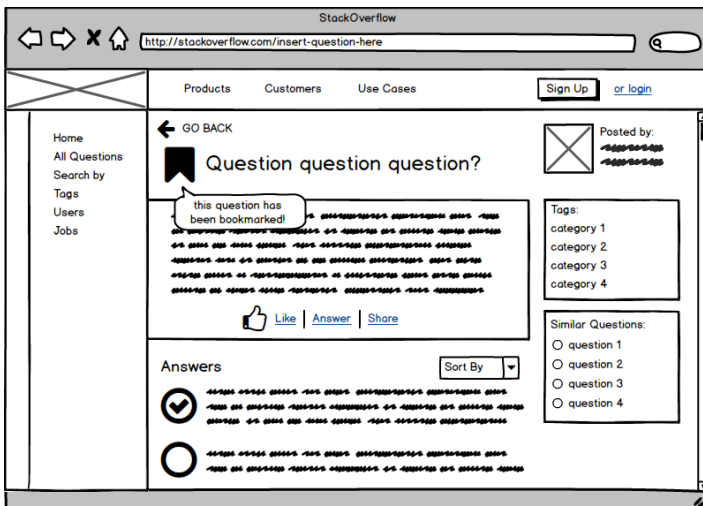 StackOverflow
http://stackoverflow.com/insert-question-here
Products Customers Use Cases Sign Up or login
Home
All Questions
Search by
Tags
Users
Jobs
GO BACK
Question question question?
this question has
been bookmarked!
Like Answer Share
Answers
Sort By
Posted by:
Tags:
category 1
category 2
category 3
category 4
Similar Questions:
question 1
question 2
question 3
question 4